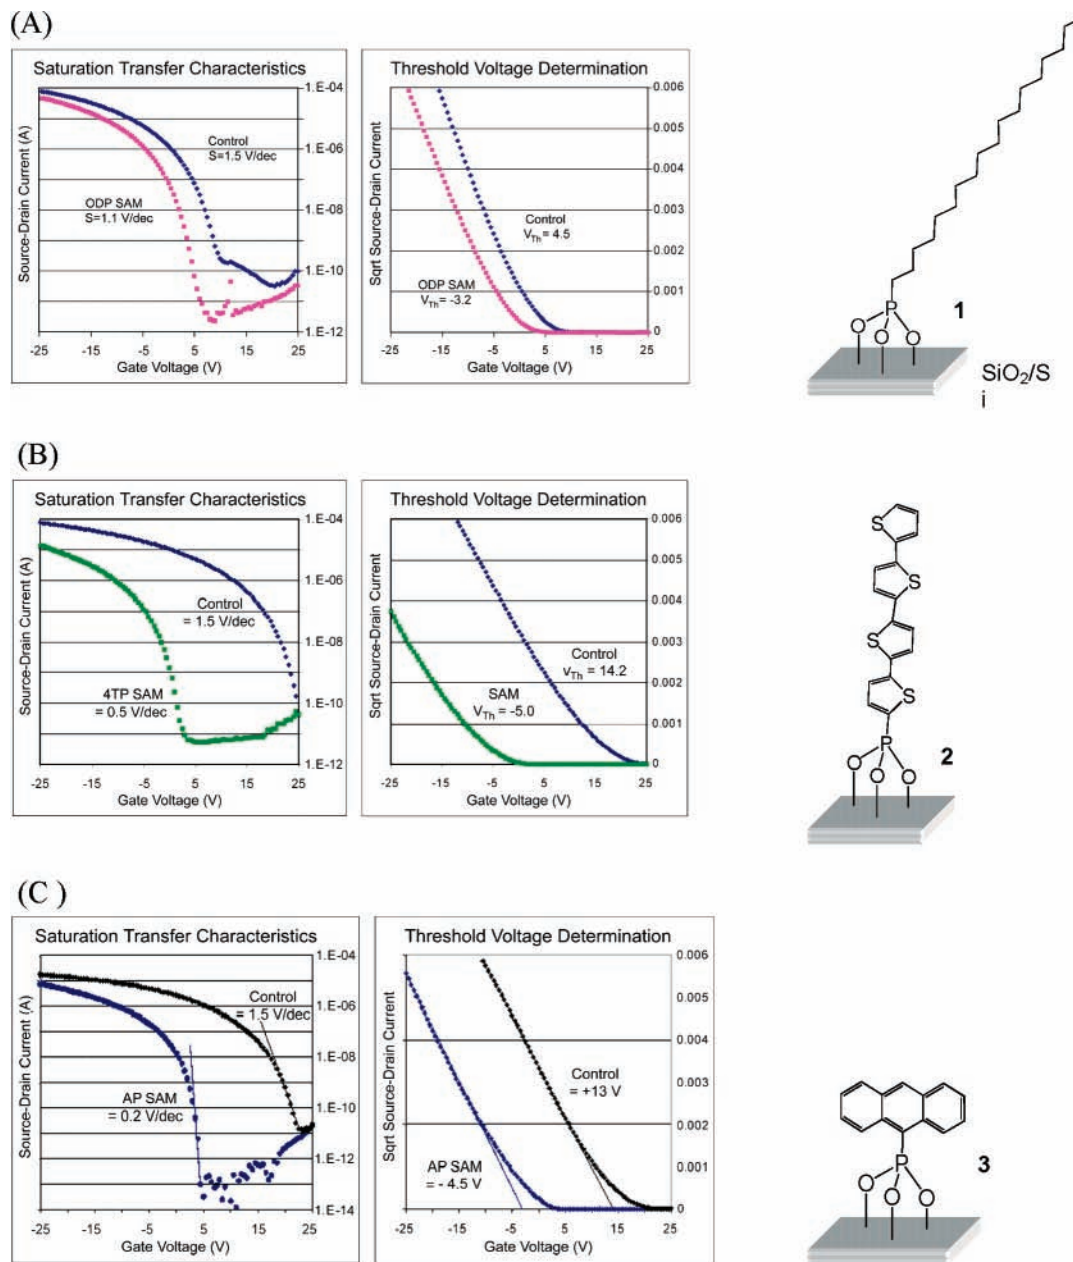 (A)
Saturation Transfer Characteristics
Source-Drain Current (A)
1.E-04
1.E-06
1.E-08
1.E-10
1.E-12
Control
S=1.5 V/dec
ODP SAM
S=1.1 V/dec
-25 -15 -5 5 15 25
Gate Voltage (V)
Threshold Voltage Determination
Sqrt Source-Drain Current
0.006
0.005
0.004
0.003
0.002
0.001
0
Control
VTh= 4.5
ODP SAM
VTh= -3.2
-25 -15 -5 5 15 25
Gate Voltage (V)
P
O O O
1
SiO2/S
i
(B)
Saturation Transfer Characteristics
Source-Drain Current (A)
1.E-04
1.E-06
1.E-08
1.E-10
1.E-12
Control
= 1.5 V/dec
4TP SAM
= 0.5 V/dec
-25 -15 -5 5 15 25
Gate Voltage (V)
Threshold Voltage Determination
Sqrt Source-Drain Current
0.006
0.005
0.004
0.003
0.002
0.001
0
Control
VTh = 14.2
SAM
VTh = -5.0
-25 -15 -5 5 15 25
Gate Voltage (V)
S
S
S
S
P
O O O
2
(C )
Saturation Transfer Characteristics
Source-Drain Current (A)
1.E-04
1.E-06
1.E-08
1.E-10
1.E-12
1.E-14
Control
= 1.5 V/dec
AP SAM
= 0.2 V/dec
-25 -15 -5 5 15 25
Gate Voltage (V)
Threshold Voltage Determination
Sqrt Source-Drain Current
0.006
0.005
0.004
0.003
0.002
0.001
0
Control
= +13 V
AP SAM
= - 4.5 V
-25 -15 -5 5 15 25
Gate Voltage (V)
P
O O O
3